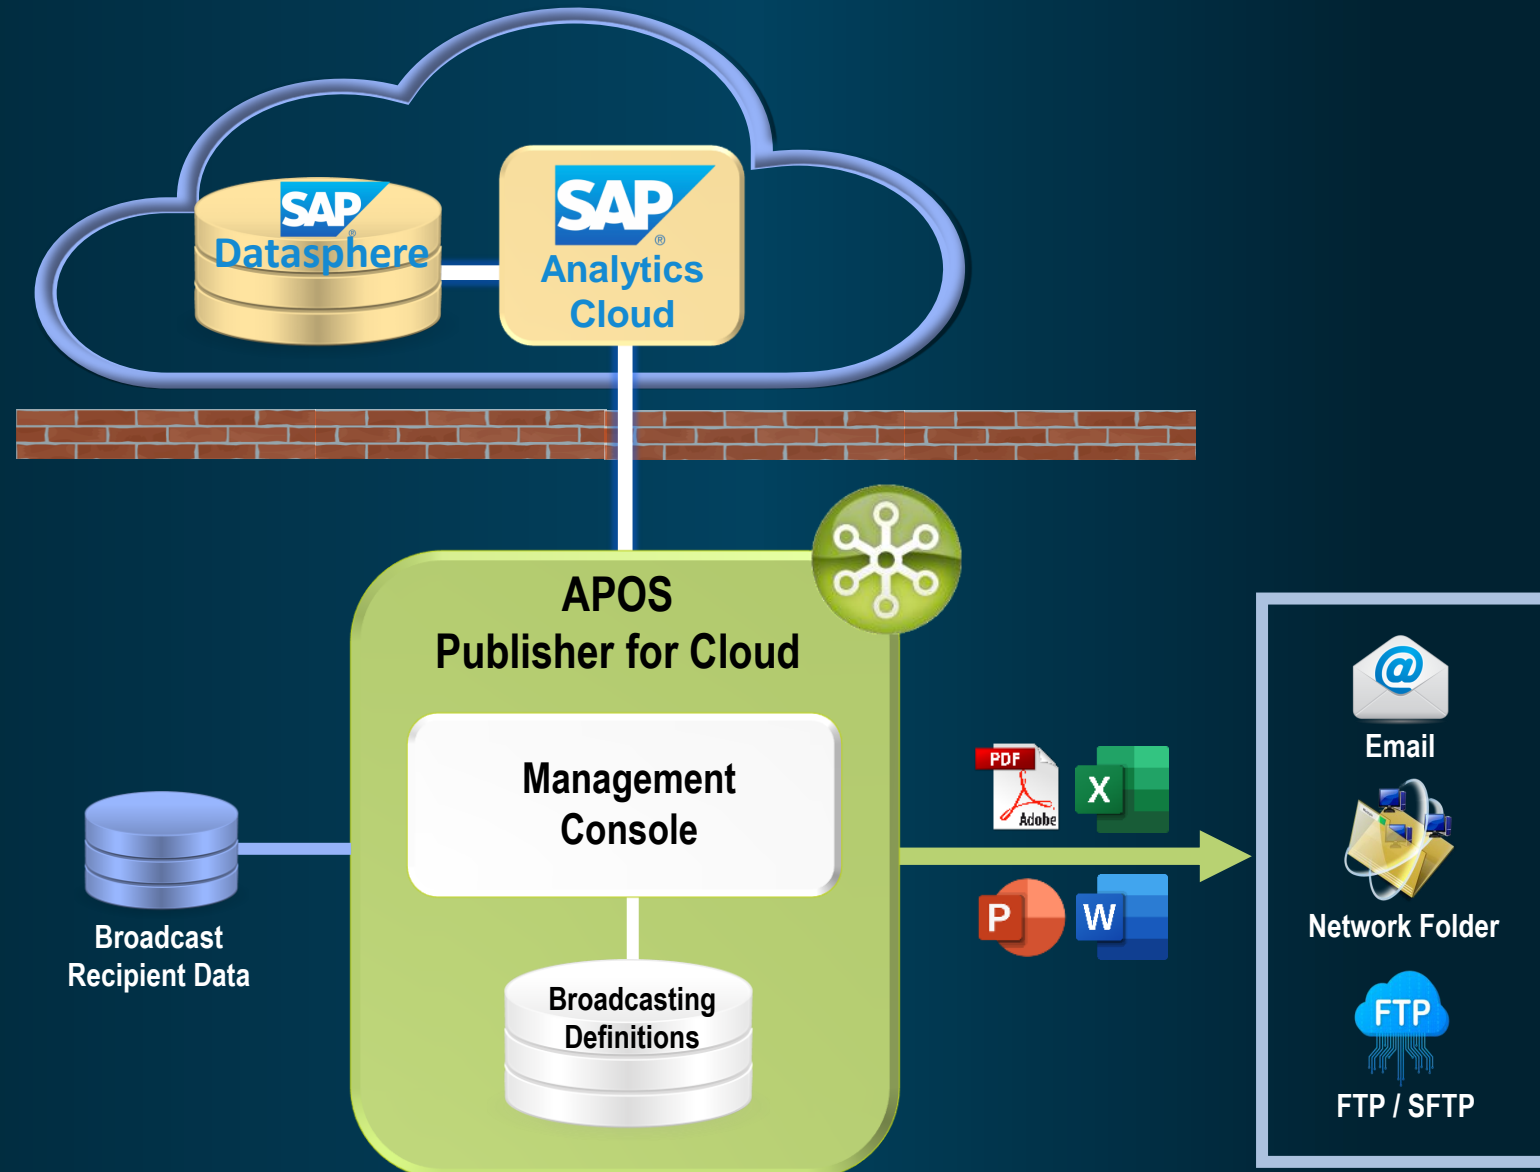 SAP
®
Datasphere
SAP
®
Analytics
Cloud
APOS
Publisher for Cloud
Management
Console
Broadcasting
Definitions
Broadcast
Recipient Data
PDF
Adobe
X
P
W
@
Email
Network Folder
FTP
FTP / SFTP